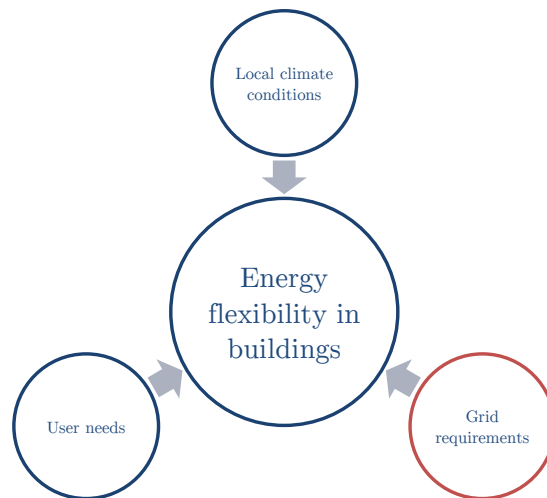 Local climate
conditions
Energy
flexibility in
buildings
User needs
Grid
requirements